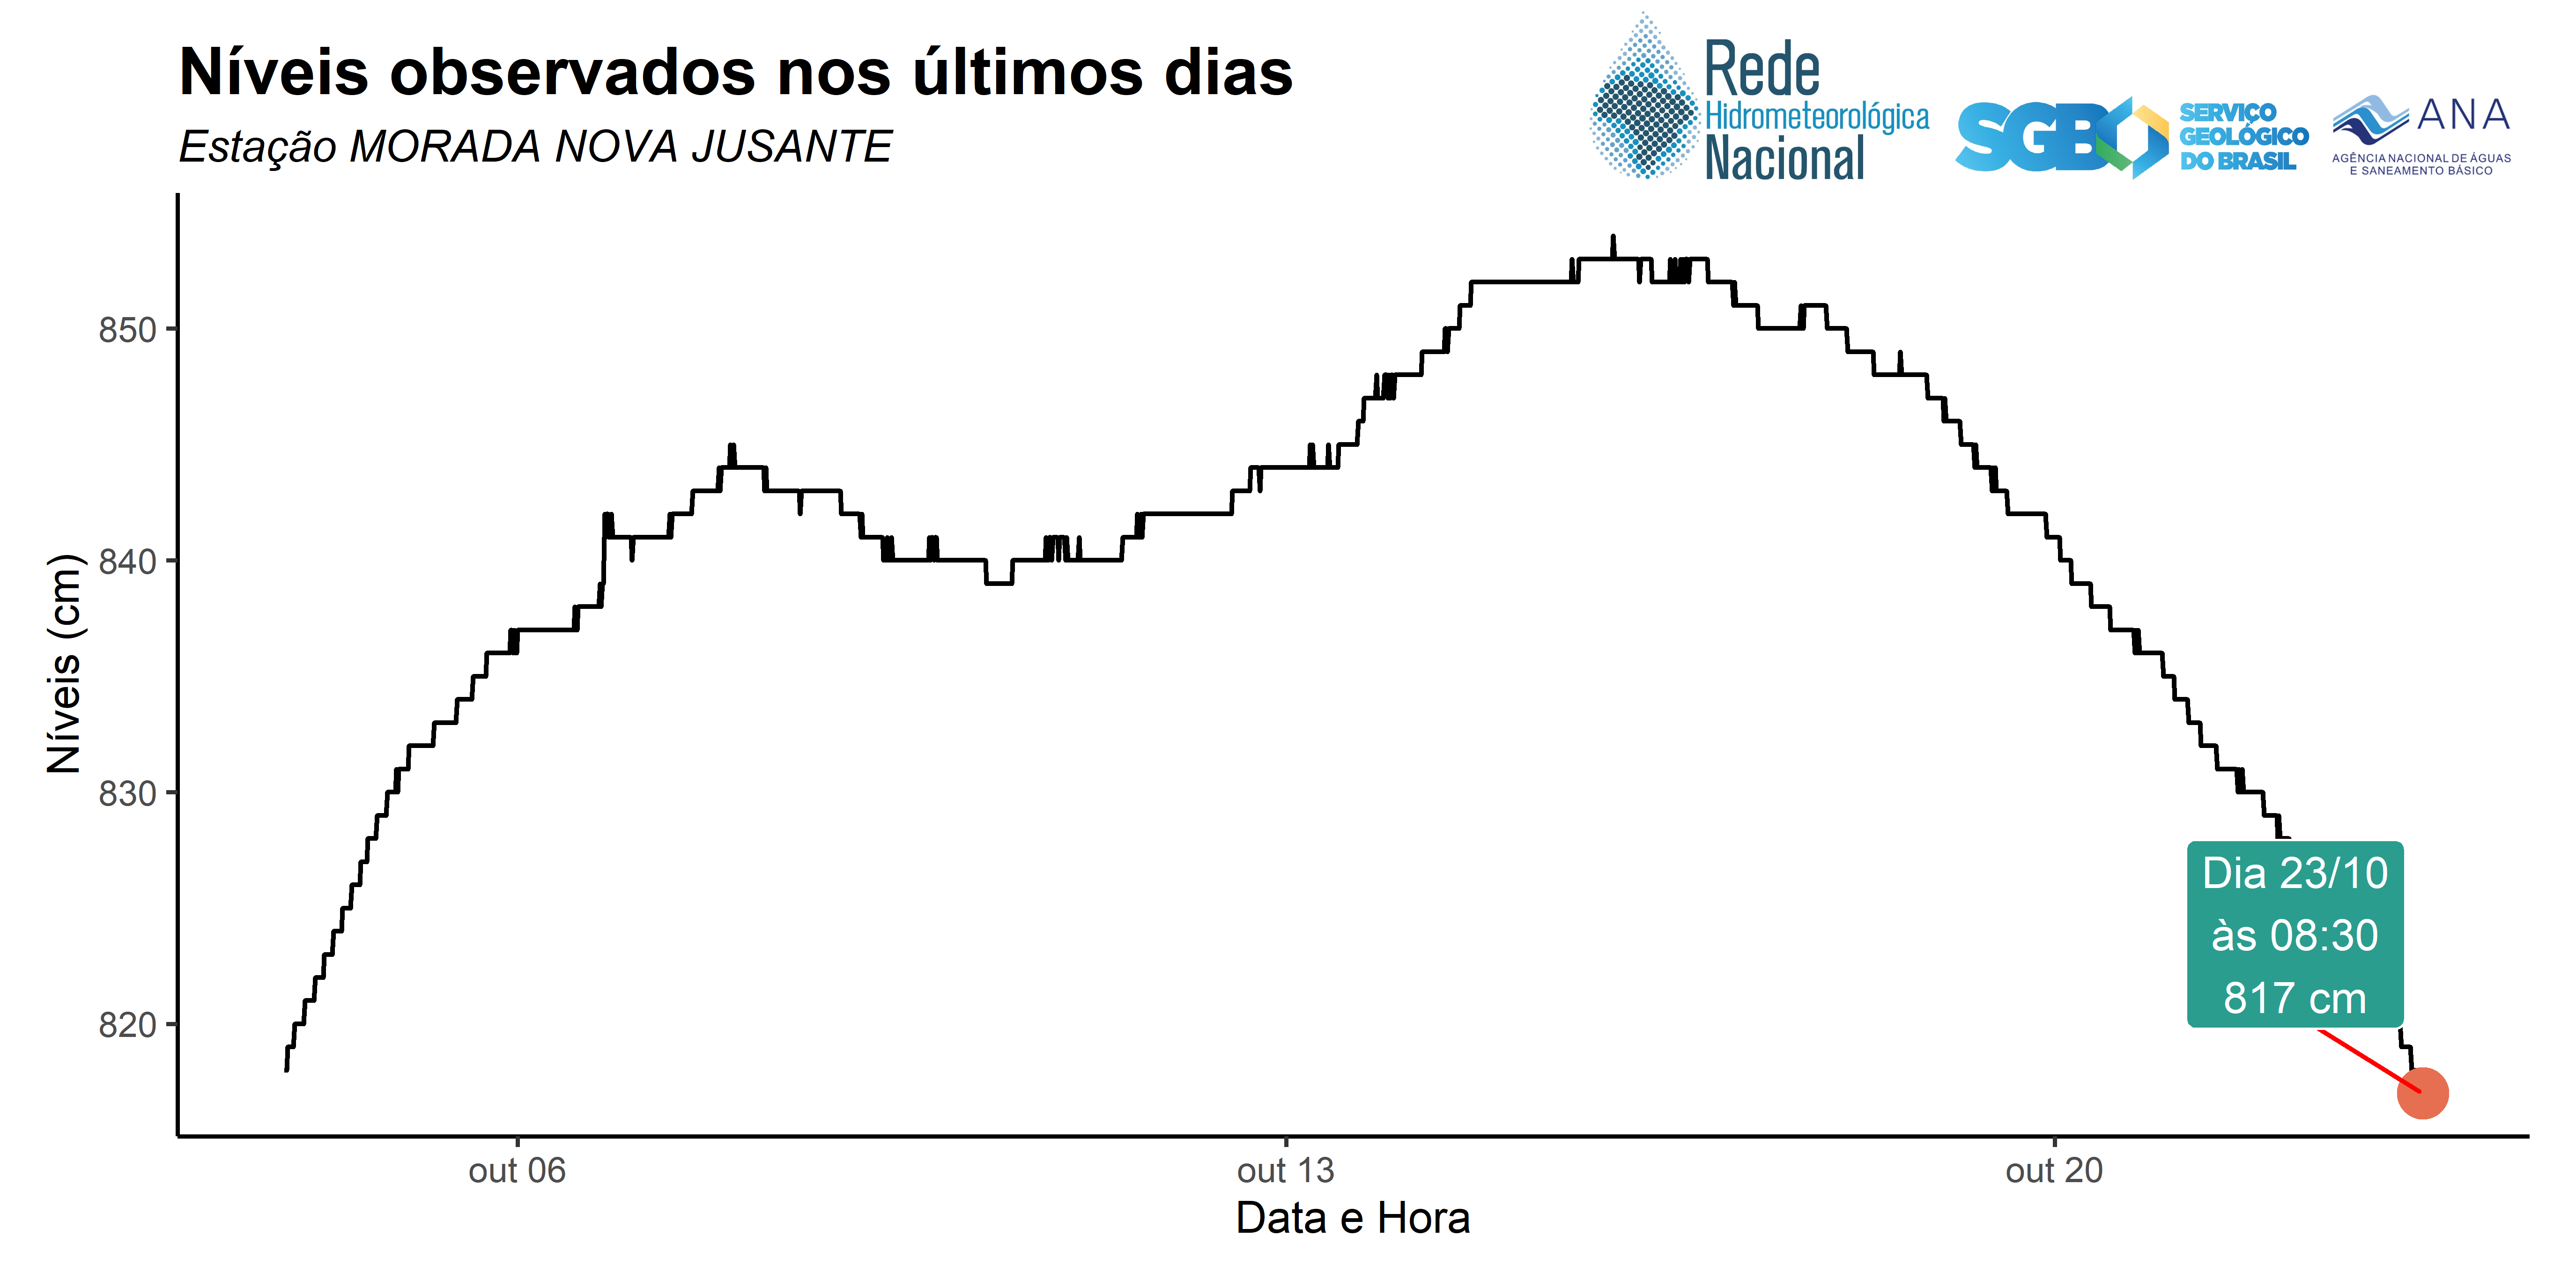 Níveis observados nos últimos dias
Estação MORADA NOVA JUSANTE
Rede
Hidrometeorológica
Nacional
SGB
SERVIÇO
GEOLÓGICO
DO BRASIL
ANA
AGÊNCIA NACIONAL DE ÁGUAS
E SANEAMENTO BÁSICO
Níveis (cm)
850
840
830
820
Dia 23/10
às 08:30
817 cm
out 06
out 13
out 20
Data e Hora